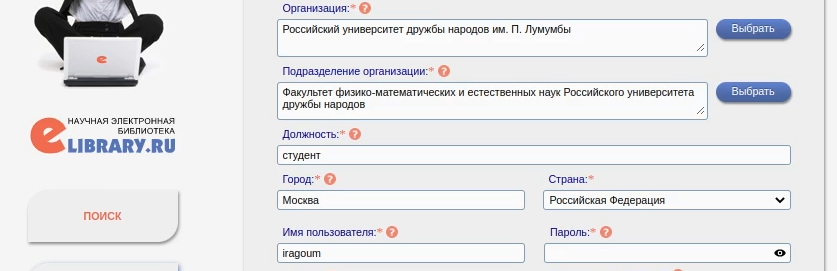 Организация:* ?
Российский университет дружбы народов им. П. Лумумбы
Выбрать
Подразделение организации:* ?
Факультет физико-математических и естественных наук Российского университета
дружбы народов
Выбрать
НАУЧНАЯ ЭЛЕКТРОННАЯ
БИБЛИОТЕКА
eLIBRARY.RU
Должность:* ?
студент
Город:* ?
Страна:*
Москва
Российская Федерация
ПОИСК
Имя пользователя:* ?
Пароль:* ?
iragoum